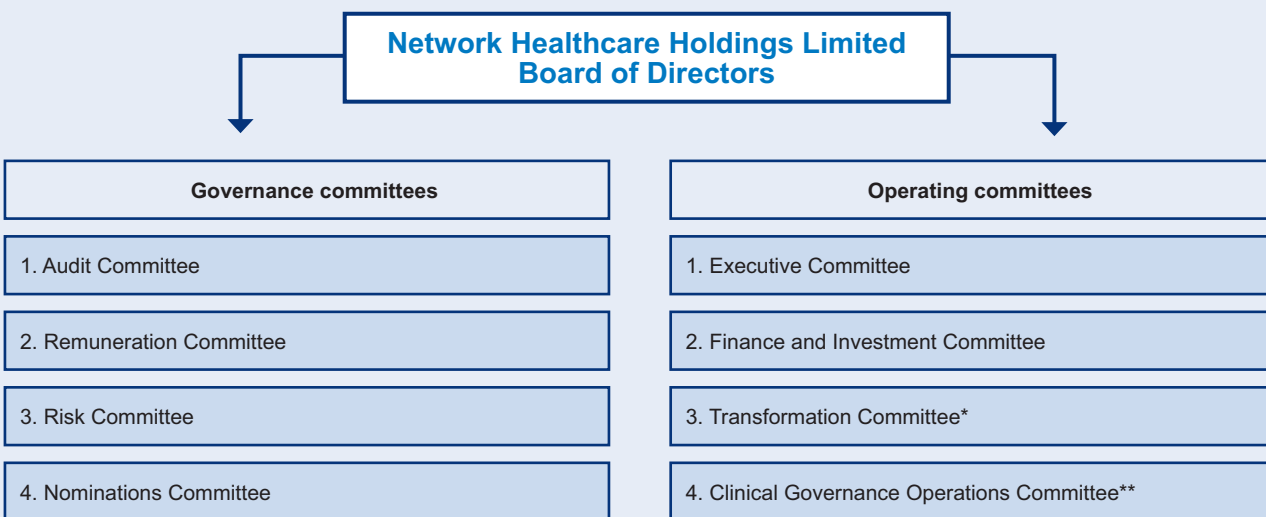 Network Healthcare Holdings Limited
Board of Directors
Governance committees
1. Audit Committee
2. Remuneration Committee
3. Risk Committee
4. Nominations Committee
Operating committees
1. Executive Committee
2. Finance and Investment Committee
3. Transformation Committee*
4. Clinical Governance Operations Committee**